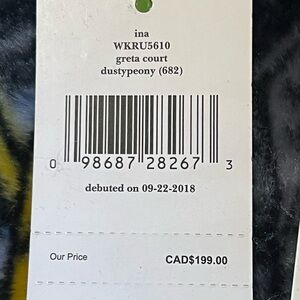 ina
WKRU5610
greta court
dustypeony (682)
0 98687 28267 3
debuted on 09-22-2018
Our Price CAD$199.00